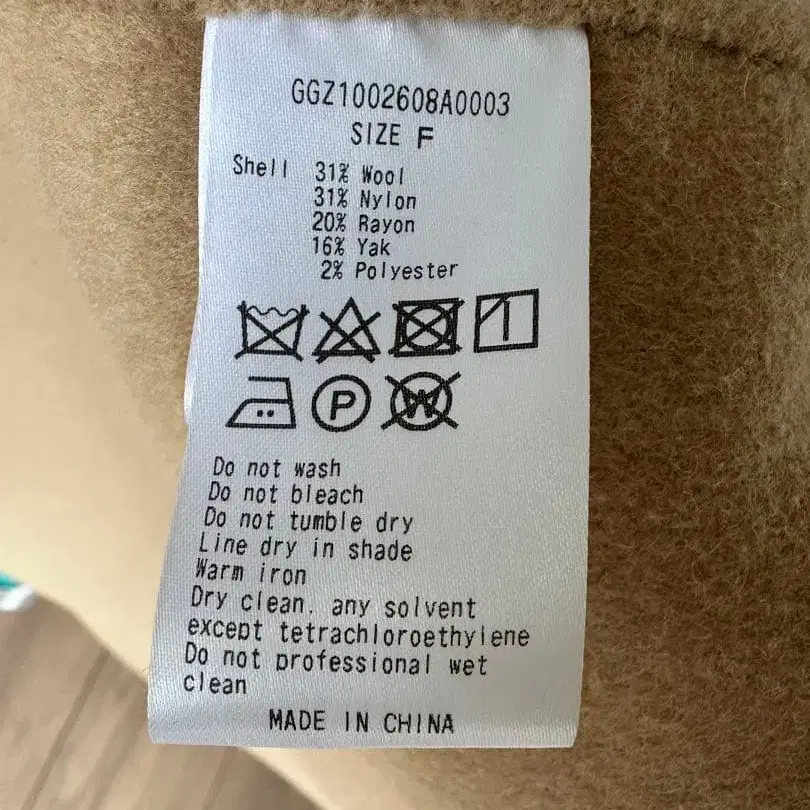 GGZ1002608A0003
SIZE F
Shell 31% Wool
31% Nylon
20% Rayon
16% Yak
2% Polyester
P W
Do not wash
Do not bleach
Do not tumble dry
Line dry in shade
Warm iron
Dry clean. any solvent
except tetrachloroethylene
Do not professional wet
clean
MADE IN CHINA